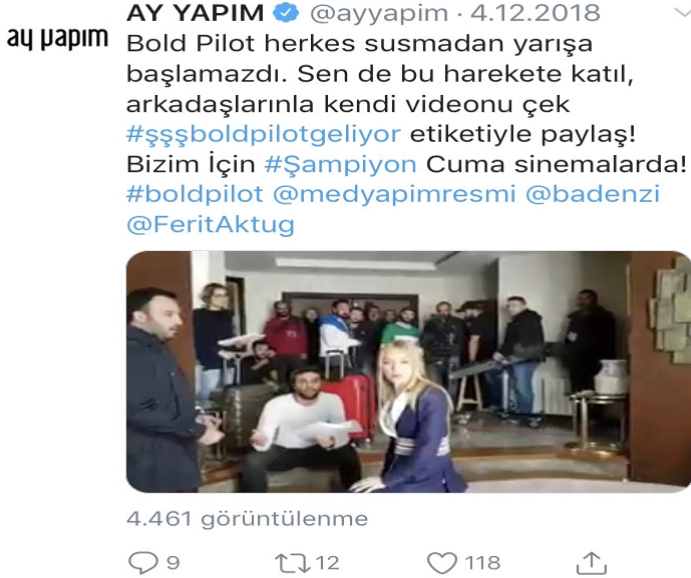 AY YAPIM @ayyapim · 4.12.2018
ay yapım
Bold Pilot herkes susmadan yarışa
başlamazdı. Sen de bu harekete katıl,
arkadaşlarınla kendi videonu çek
#şşşboldpilotgeliyor etiketiyle paylaş!
Bizim İçin #Şampiyon Cuma sinemalarda!
#boldpilot @medyapimresmi @badenzi
@FeritAktug
4.461 görüntülenme
9 12 118